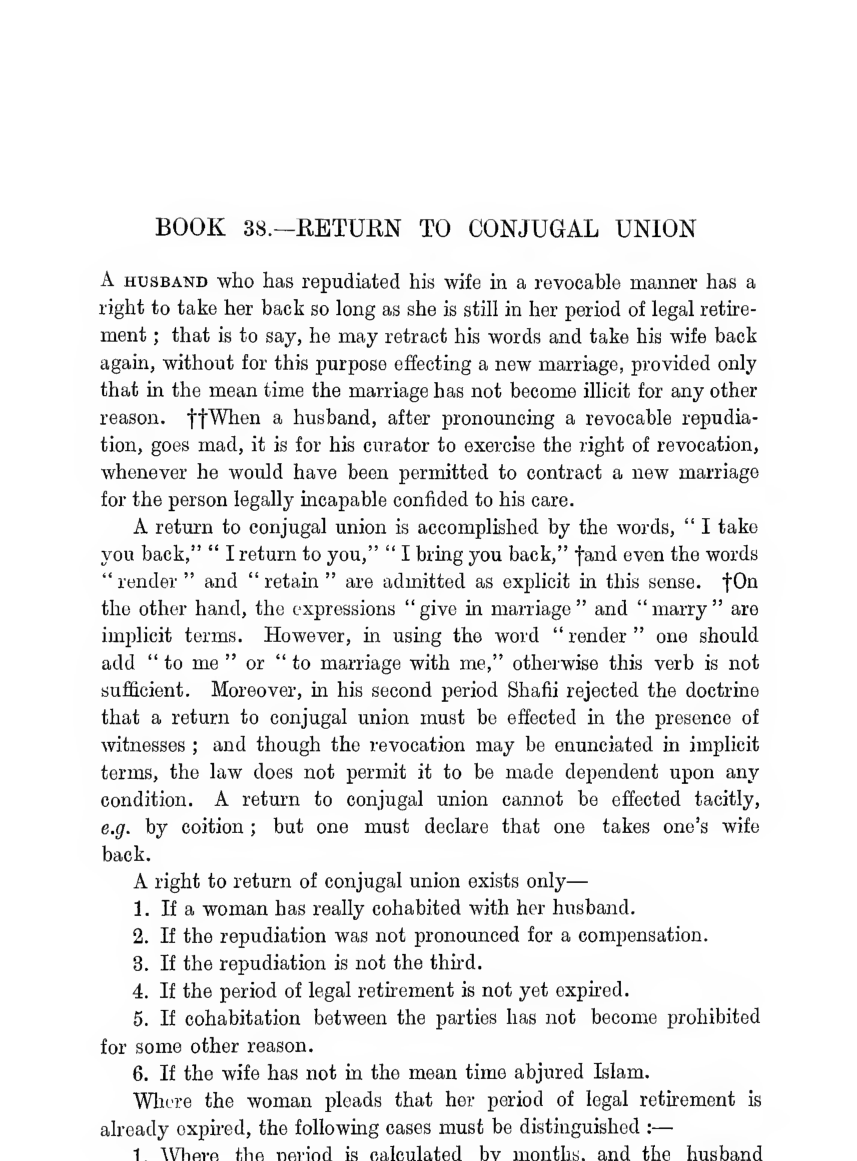 BOOK 38.—RETURN TO CONJUGAL UNION
A HUSBAND who has repudiated his wife in a revocable manner has a
right to take her back so long as she is still in her period of legal retire-
ment ; that is to say, he may retract his words and take his wife back
again, without for this purpose effecting a new marriage, provided only
that in the mean time the marriage has not become illicit for any other
reason. ††When a husband, after pronouncing a revocable repudia-
tion, goes mad, it is for his curator to exercise the right of revocation,
whenever he would have been permitted to contract a new marriage
for the person legally incapable confided to his care.
A return to conjugal union is accomplished by the words, “ I take
you back,” “ I return to you,” “ I bring you back,” †and even the words
“ render ” and “ retain ” are admitted as explicit in this sense. †On
the other hand, the expressions “ give in marriage ” and “ marry ” are
implicit terms. However, in using the word “ render ” one should
add “ to me ” or “ to marriage with me,” otherwise this verb is not
sufficient. Moreover, in his second period Shafii rejected the doctrine
that a return to conjugal union must be effected in the presence of
witnesses ; and though the revocation may be enunciated in implicit
terms, the law does not permit it to be made dependent upon any
condition. A return to conjugal union cannot be effected tacitly,
e.g. by coition ; but one must declare that one takes one’s wife
back.
A right to return of conjugal union exists only—
1. If a woman has really cohabited with her husband.
2. If the repudiation was not pronounced for a compensation.
3. If the repudiation is not the third.
4. If the period of legal retirement is not yet expired.
5. If cohabitation between the parties has not become prohibited
for some other reason.
6. If the wife has not in the mean time abjured Islam.
Where the woman pleads that her period of legal retirement is
already expired, the following cases must be distinguished :—
1. Where the period is calculated by months, and the husband